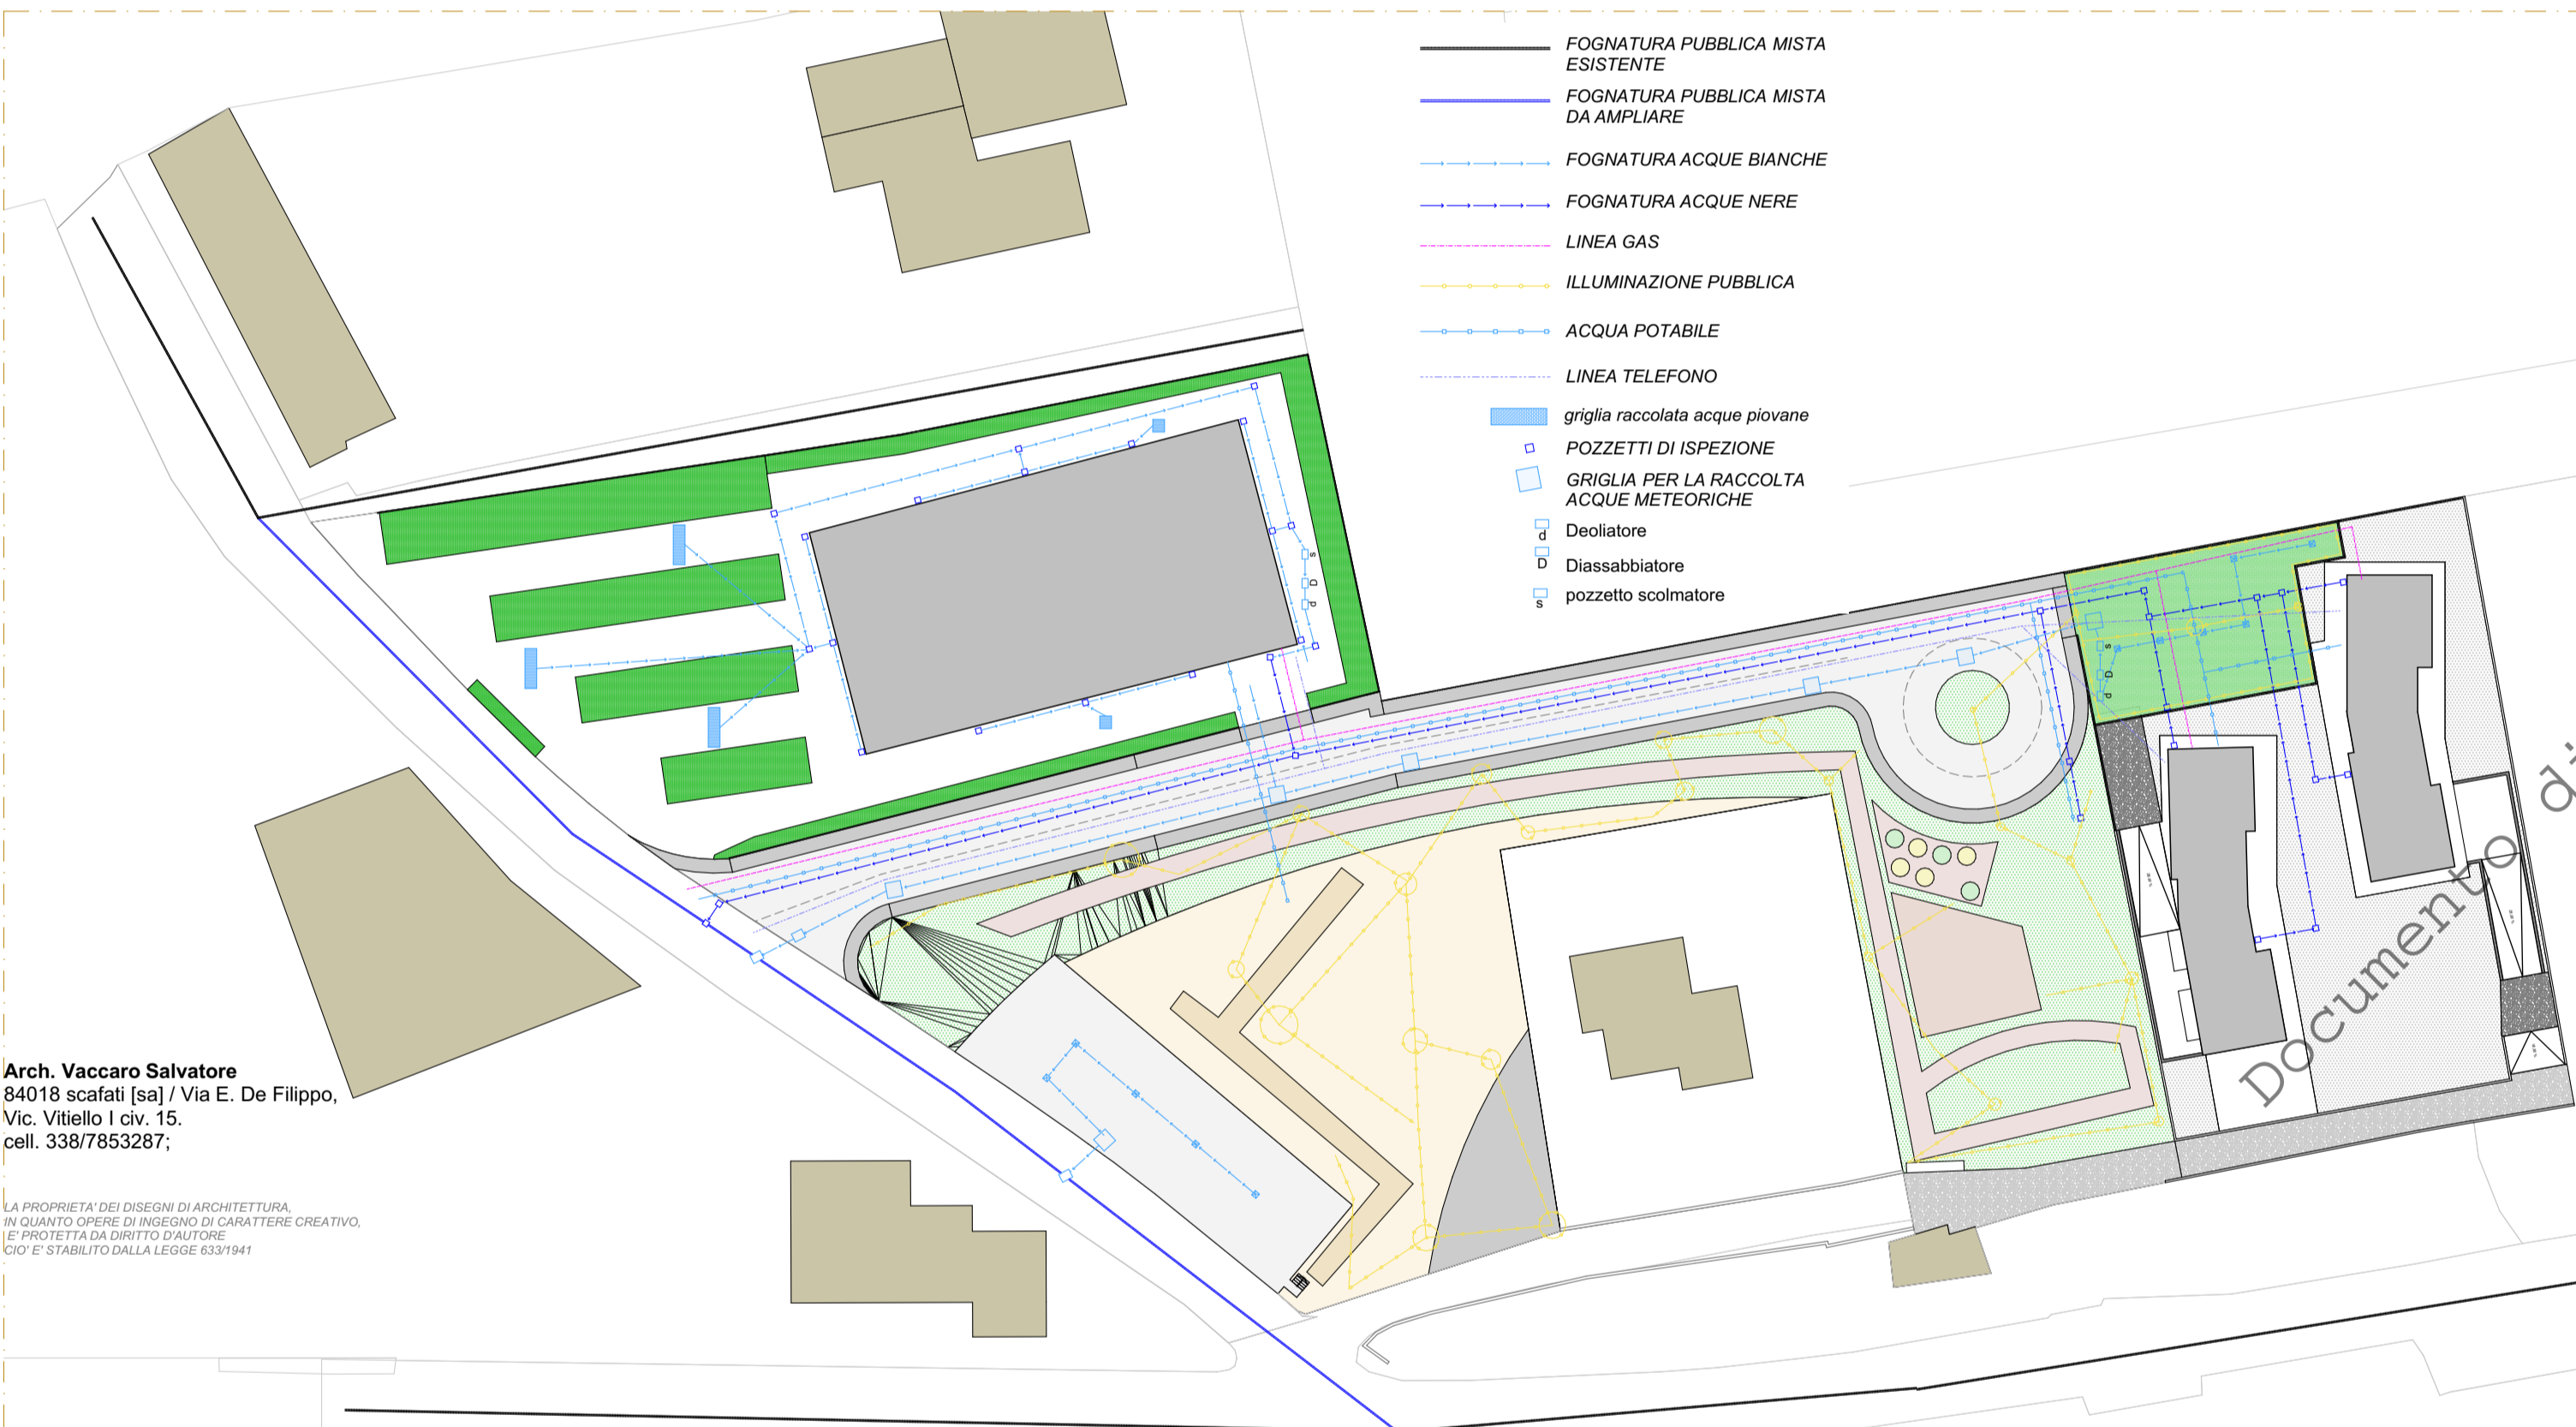 FOGNATURA PUBBLICA MISTA
ESISTENTE
FOGNATURA PUBBLICA MISTA
DA AMPLIARE
FOGNATURA ACQUE BIANCHE
FOGNATURA ACQUE NERE
LINEA GAS
ILLUMINAZIONE PUBBLICA
ACQUA POTABILE
LINEA TELEFONO
griglia raccolata acque piovane
POZZETTI DI ISPEZIONE
GRIGLIA PER LA RACCOLTA
ACQUE METEORICHE
d Deoliatore
D Diassabbiatore
s pozzetto scolmatore
s
D
d
s
D
d
Documento di
Arch. Vaccaro Salvatore
84018 scafati [sa] / Via E. De Filippo,
Vic. Vitiello I civ. 15.
cell. 338/7853287;
LA PROPRIETA' DEI DISEGNI DI ARCHITETTURA,
IN QUANTO OPERE DI INGEGNO DI CARATTERE CREATIVO,
E' PROTETTA DA DIRITTO D'AUTORE
CIO' E' STABILITO DALLA LEGGE 633/1941